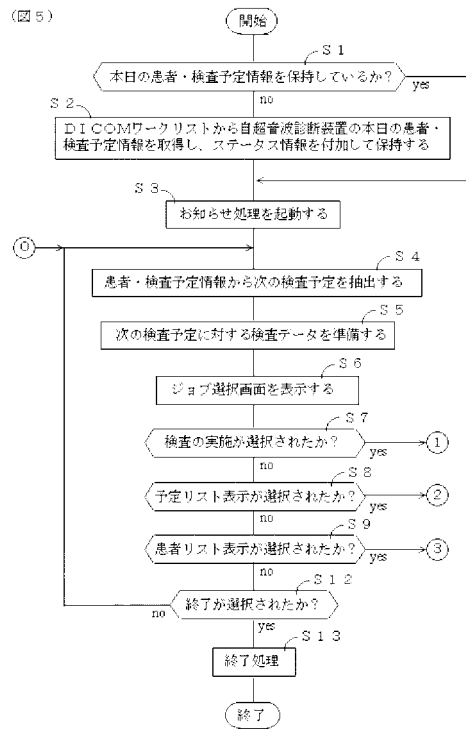 （図５）
開始
Ｓ１
本日の患者・検査予定情報を保持しているか？
yes
no
Ｓ２
ＤＩＣＯＭワークリストから自超音波診断装置の本日の患者・
検査予定情報を取得し、ステータス情報を付加して保持する
Ｓ３
お知らせ処理を起動する
０
Ｓ４
患者・検査予定情報から次の検査予定を抽出する
Ｓ５
次の検査予定に対する検査データを準備する
Ｓ６
ジョブ選択画面を表示する
Ｓ７
検査の実施が選択されたか？
yes
①
no
Ｓ８
予定リスト表示が選択されたか？
yes
②
no
Ｓ９
患者リスト表示が選択されたか？
yes
③
no
Ｓ１２
終了が選択されたか？
no
yes
Ｓ１３
終了処理
終了